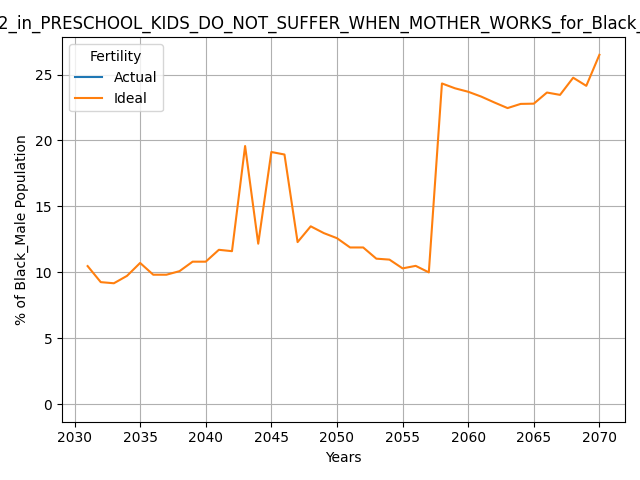 2_in_PRESCHOOL_KIDS_DO_NOT_SUFFER_WHEN_MOTHER_WORKS_for_Black_
Fertility
Actual
Ideal
% of Black_Male Population
25
20
15
10
5
0
2030 2035 2040 2045 2050 2055 2060 2065 2070
Years